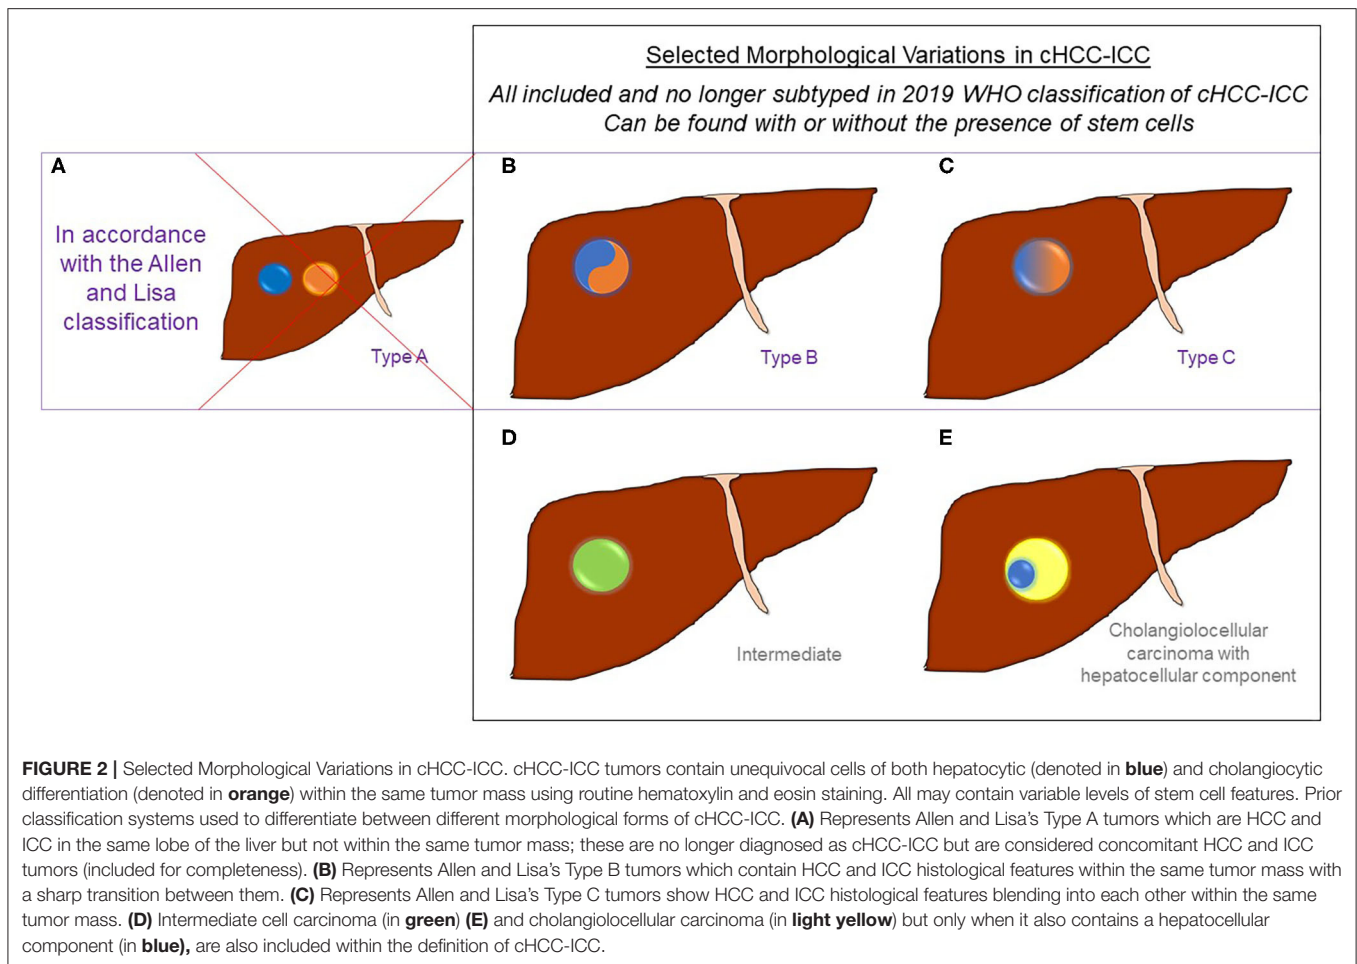 Selected Morphological Variations in cHCC-ICC
All included and no longer subtyped in 2019 WHO classification of cHCC-ICC
Can be found with or without the presence of stem cells
A
In accordance
with the Allen
and Lisa
classification
Type A
B
Type B
C
Type C
D
Intermediate
E
Cholangiolocellular
carcinoma with
hepatocellular component
FIGURE 2 | Selected Morphological Variations in cHCC-ICC. cHCC-ICC tumors contain unequivocal cells of both hepatocytic (denoted in blue) and cholangiocytic
differentiation (denoted in orange) within the same tumor mass using routine hematoxylin and eosin staining. All may contain variable levels of stem cell features. Prior
classification systems used to differentiate between different morphological forms of cHCC-ICC. (A) Represents Allen and Lisa's Type A tumors which are HCC and
ICC in the same lobe of the liver but not within the same tumor mass; these are no longer diagnosed as cHCC-ICC but are considered concomitant HCC and ICC
tumors (included for completeness). (B) Represents Allen and Lisa's Type B tumors which contain HCC and ICC histological features within the same tumor mass with
a sharp transition between them. (C) Represents Allen and Lisa's Type C tumors show HCC and ICC histological features blending into each other within the same
tumor mass. (D) Intermediate cell carcinoma (in green) (E) and cholangiolocellular carcinoma (in light yellow) but only when it also contains a hepatocellular
component (in blue), are also included within the definition of cHCC-ICC.